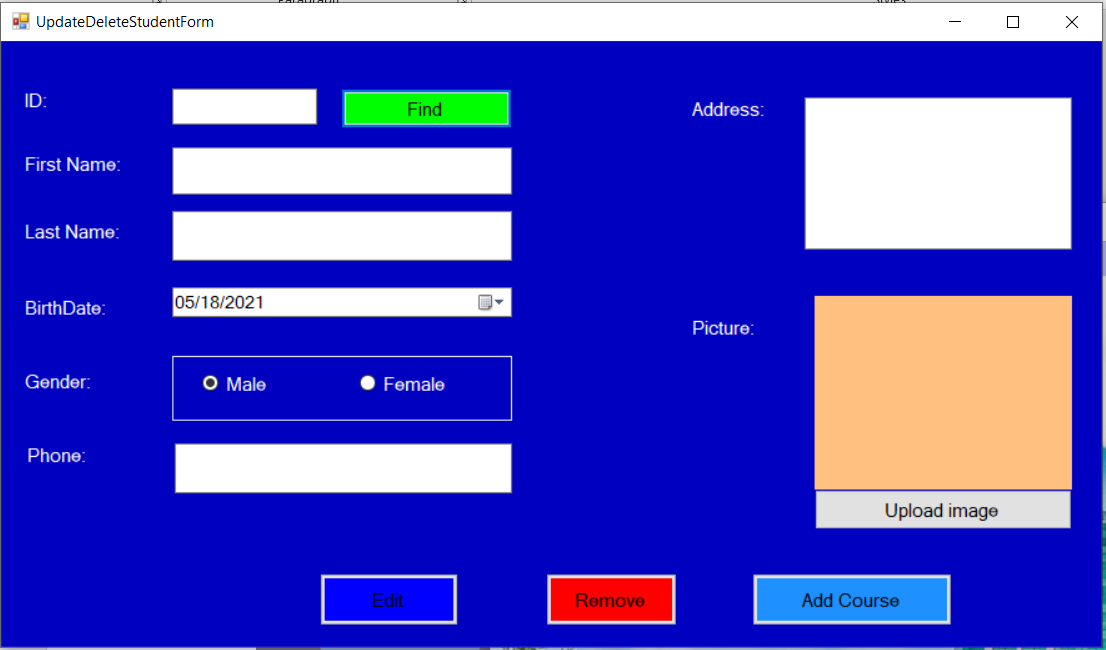 UpdateDeleteStudentForm
ID:
Find
First Name:
Last Name:
BirthDate:
05/18/2021
Gender:
Male
Female
Phone:
Address:
Picture:
Upload image
Edit
Remove
Add Course